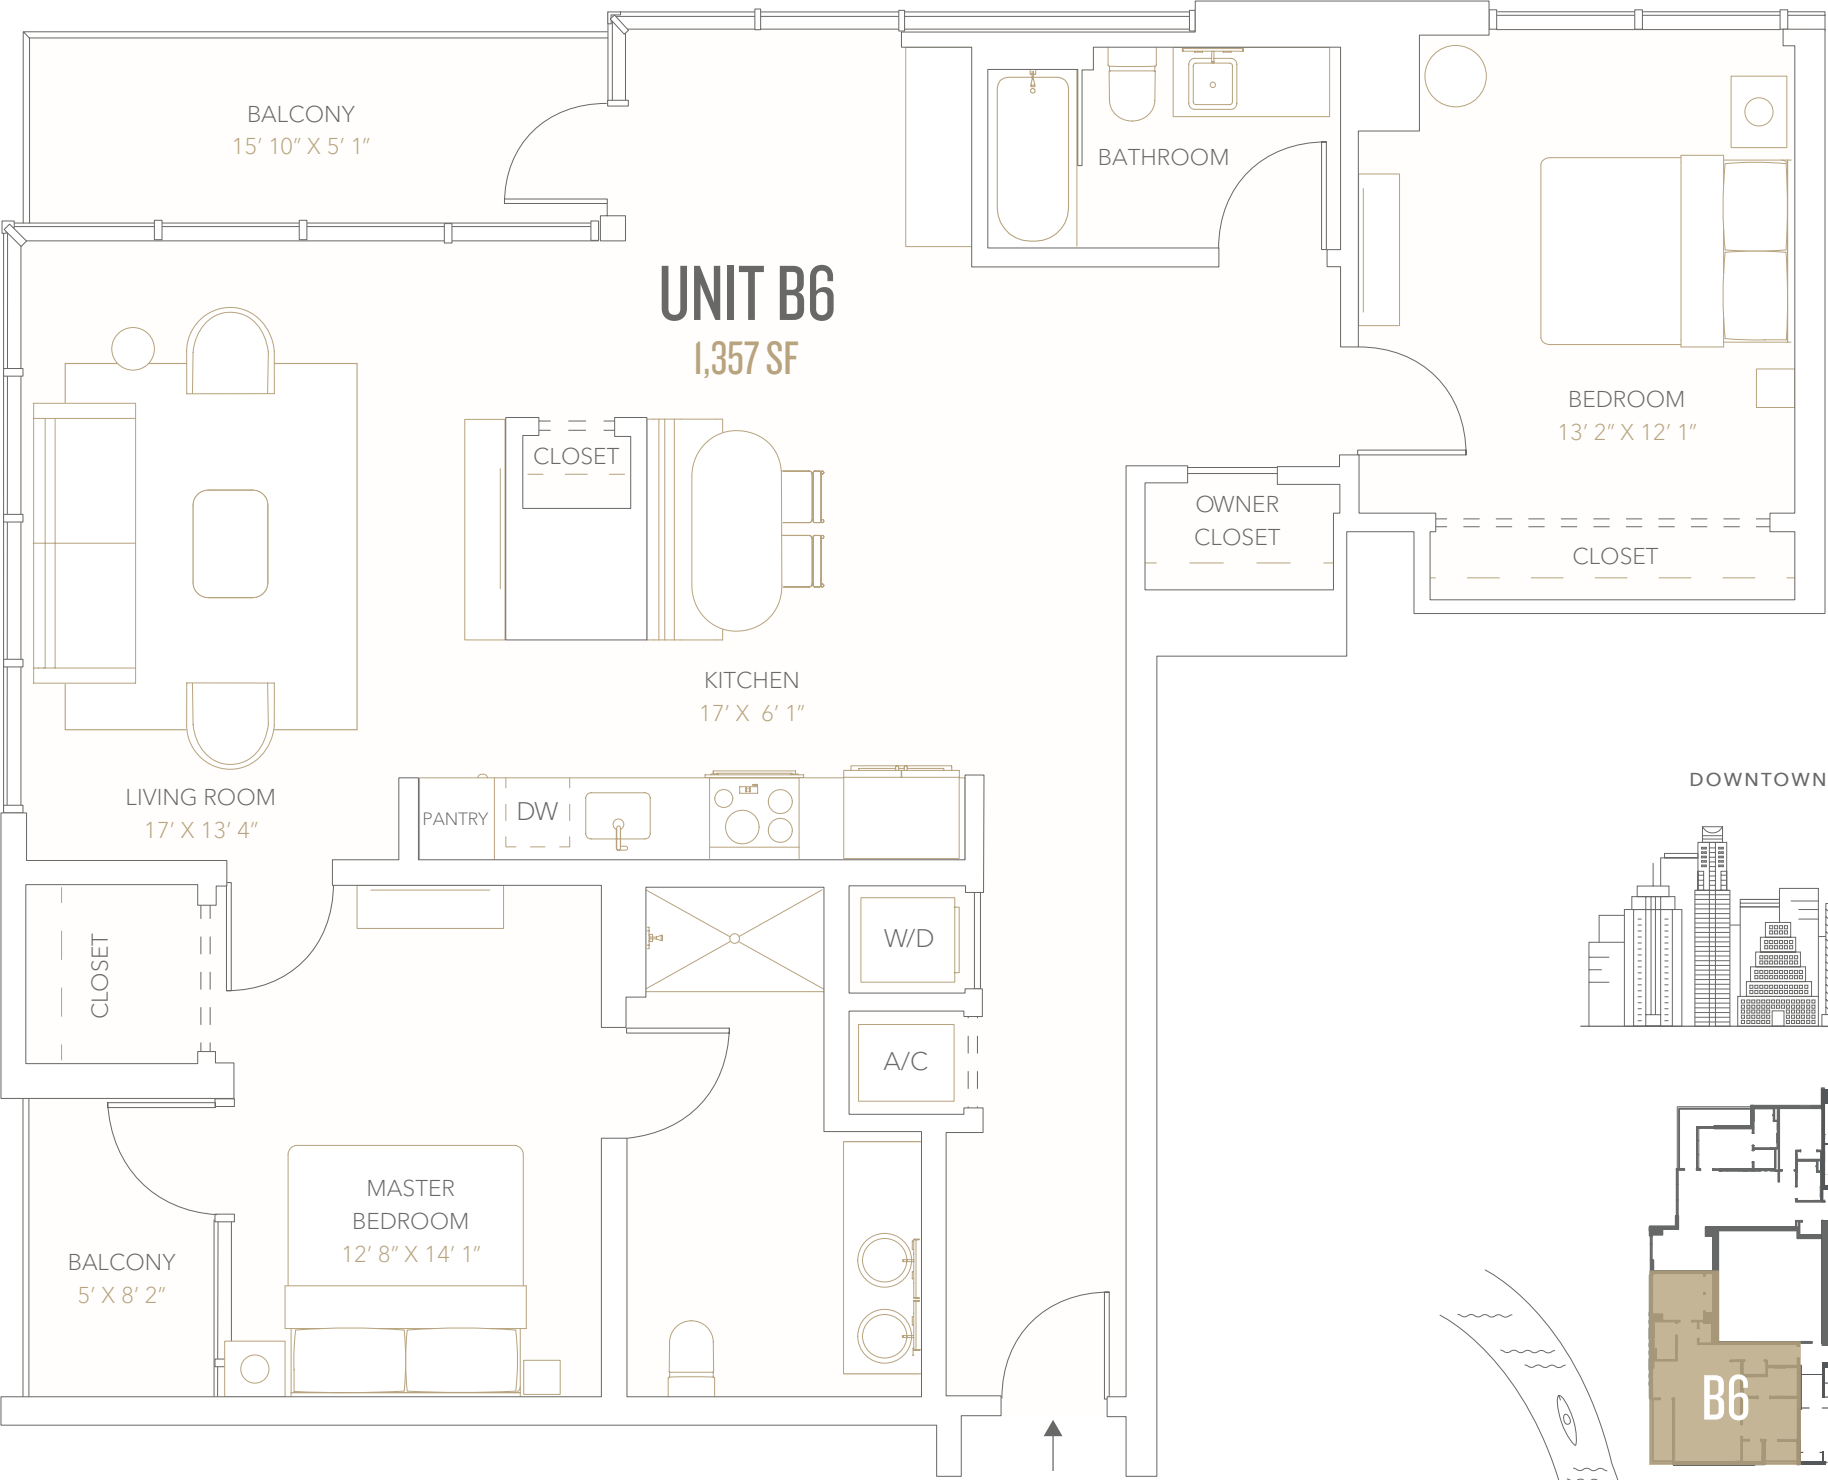 BALCONY
15' 10" X 5' 1"
BATHROOM
UNIT B6
1,357 SF
BEDROOM
13' 2" X 12' 1"
CLOSET
OWNER
CLOSET
CLOSET
KITCHEN
17' X 6' 1"
LIVING ROOM
17' X 13' 4"
PANTRY
DW
DOWNTOWN
CLOSET
W/D
A/C
MASTER
BEDROOM
12' 8" X 14' 1"
BALCONY
5' X 8' 2"
B6